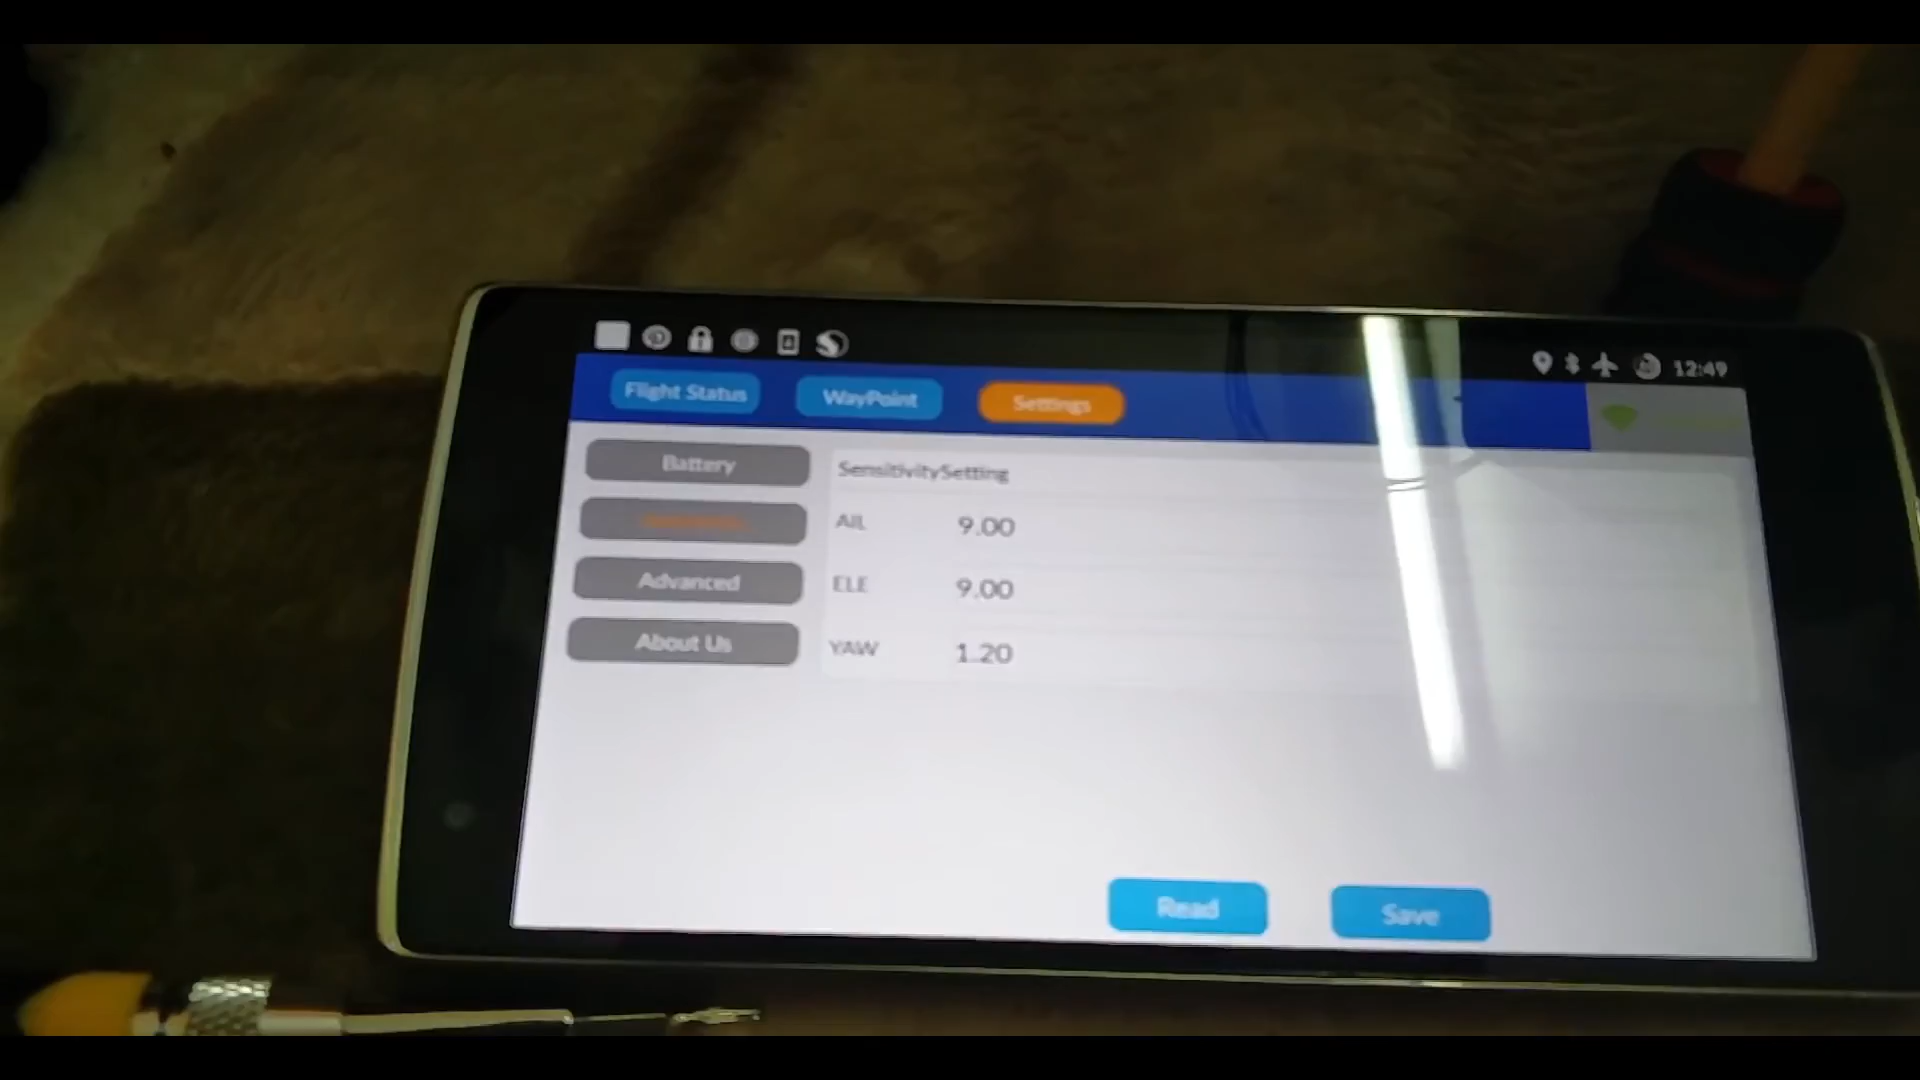 12:49
Flight Status WayPoint Settings
Battery
SensitivitySetting
AIL 9.00
Advanced
ELE 9.00
About Us
YAW 1.20
Read Save